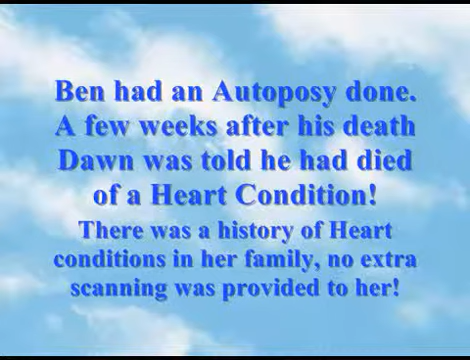 Ben had an Autoposy done.
A few weeks after his death
Dawn was told he had died
of a Heart Condition!
There was a history of Heart
conditions in her family, no extra
scanning was provided to her!